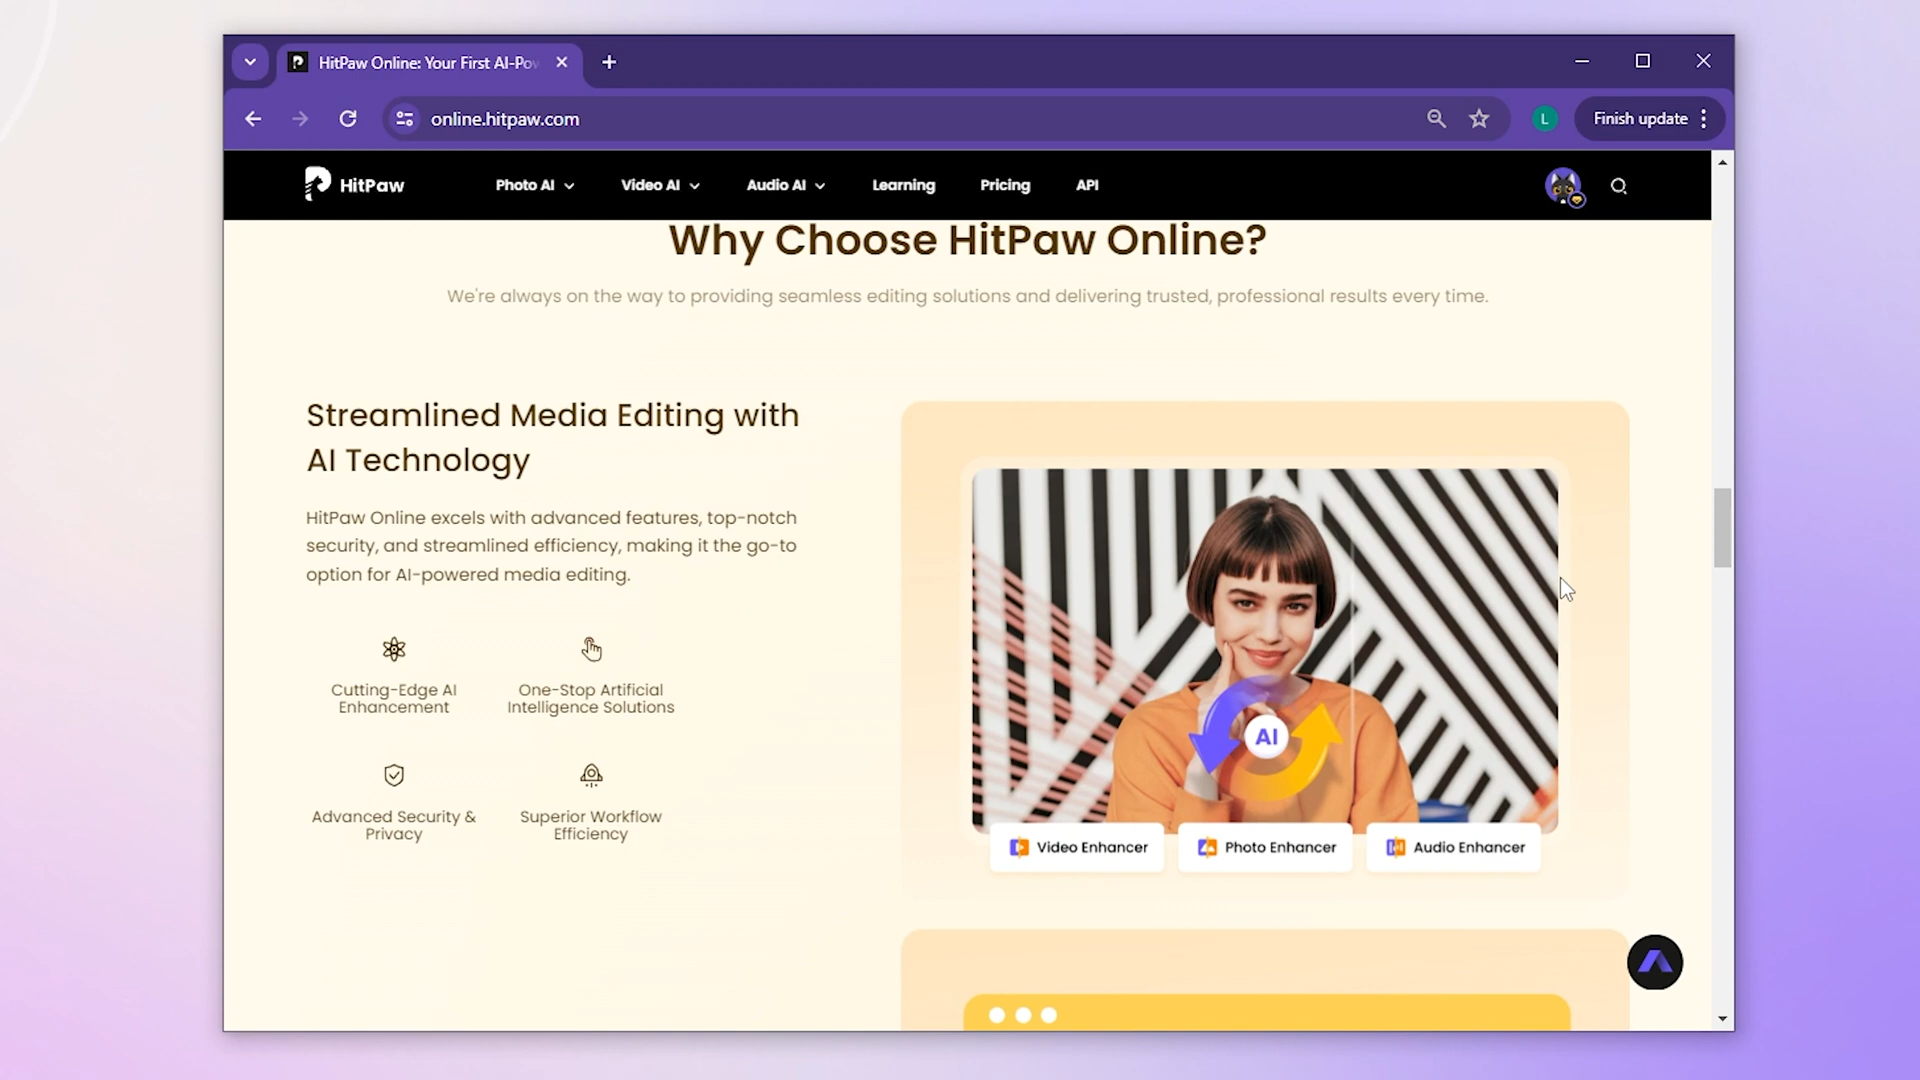 HitPaw Online: Your First AI-Pow
online.hitpaw.com
L
Finish update
HitPaw
Photo AI
Video AI
Audio AI
Learning
Pricing
API
Why Choose HitPaw Online?
We're always on the way to providing seamless editing solutions and delivering trusted, professional results every time.
Streamlined Media Editing with
AI Technology
HitPaw Online excels with advanced features, top-notch
security, and streamlined efficiency, making it the go-to
option for AI-powered media editing.
Cutting-Edge AI
Enhancement
One-Stop Artificial
Intelligence Solutions
Advanced Security &
Privacy
Superior Workflow
Efficiency
AI
Video Enhancer
Photo Enhancer
Audio Enhancer